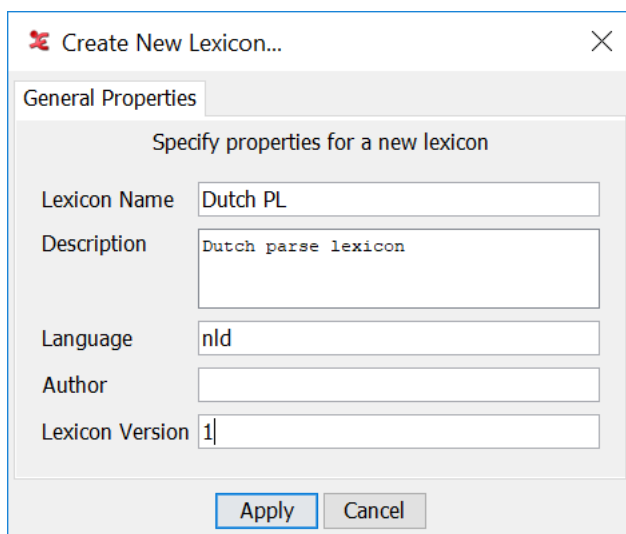 Create New Lexicon...
General Properties
Specify properties for a new lexicon
Lexicon Name Dutch PL
Description Dutch parse lexicon
Language nld
Author
Lexicon Version 1
Apply Cancel